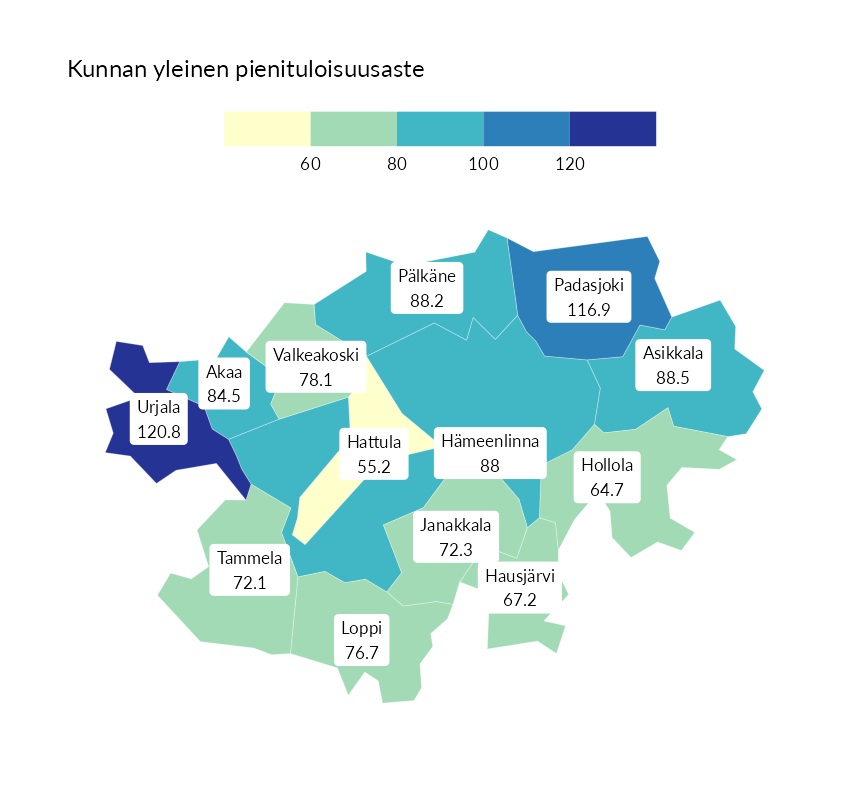 Kunnan yleinen pienituloisuusaste
60 80 100 120
Pälkäne
88.2
Padasjoki
116.9
Asikkala
88.5
Valkeakoski
78.1
Akaa
84.5
Urjala
120.8
Hattula
55.2
Hämeenlinna
88
Hollola
64.7
Janakkala
72.3
Tammela
72.1
Hausjärvi
67.2
Loppi
76.7